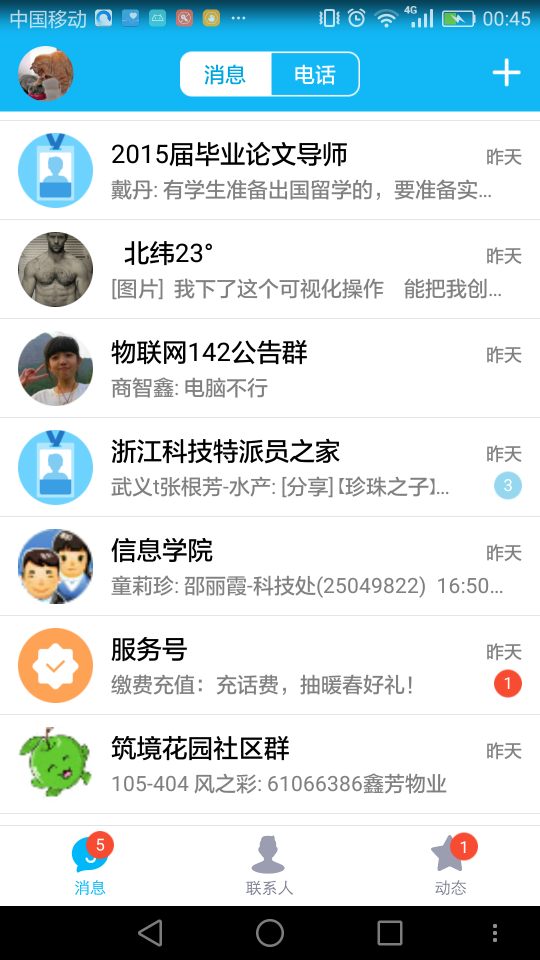 中国移动 4G 00:45
消息 电话
2015届毕业论文导师 昨天
戴丹: 有学生准备出国留学的，要准备实...
北纬23° 昨天
[图片] 我下了这个可视化操作 能把我创...
物联网142公告群 昨天
商智鑫: 电脑不行
浙江科技特派员之家 昨天
武义t张根芳-水产: [分享]【珍珠之子】... 3
信息学院 昨天
童莉珍: 邵丽霞-科技处(25049822) 16:50...
服务号 昨天
缴费充值：充话费，抽暖春好礼！ 1
筑境花园社区群 昨天
105-404 风之彩: 61066386鑫芳物业
5 1
消息 联系人 动态